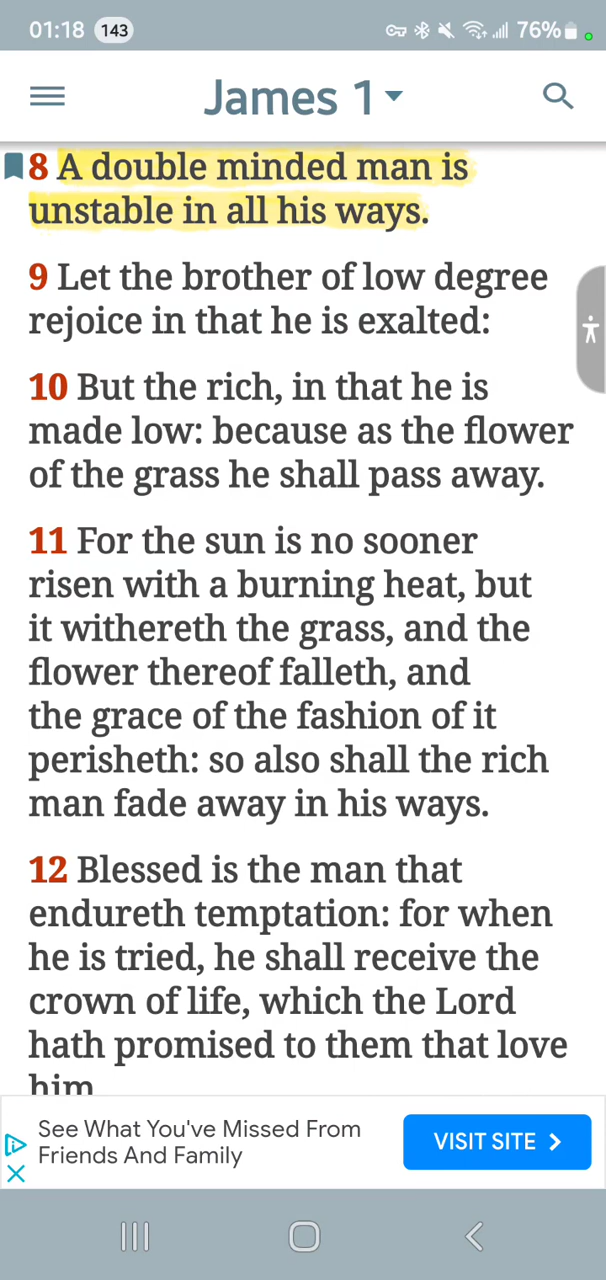 01:18 143 76%
James 1
8 A double minded man is
unstable in all his ways.
9 Let the brother of low degree
rejoice in that he is exalted:
10 But the rich, in that he is
made low: because as the flower
of the grass he shall pass away.
11 For the sun is no sooner
risen with a burning heat, but
it withereth the grass, and the
flower thereof falleth, and
the grace of the fashion of it
perisheth: so also shall the rich
man fade away in his ways.
12 Blessed is the man that
endureth temptation: for when
he is tried, he shall receive the
crown of life, which the Lord
hath promised to them that love
him
See What You've Missed From
Friends And Family
VISIT SITE